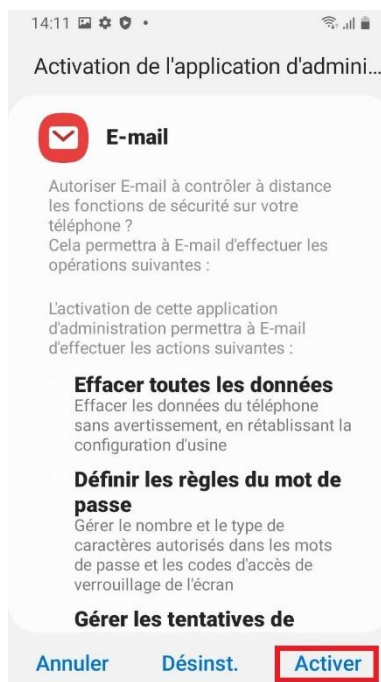 14:11
Activation de l'application d'admini...
E-mail
Autoriser E-mail à contrôler à distance
les fonctions de sécurité sur votre
téléphone ?
Cela permettra à E-mail d'effectuer les
opérations suivantes :
L'activation de cette application
d'administration permettra à E-mail
d'effectuer les actions suivantes :
Effacer toutes les données
Effacer les données du téléphone
sans avertissement, en rétablissant la
configuration d'usine
Définir les règles du mot de
passe
Gérer le nombre et le type de
caractères autorisés dans les mots
de passe et les codes d'accès de
verrouillage de l'écran
Gérer les tentatives de
Annuler Désinst. Activer